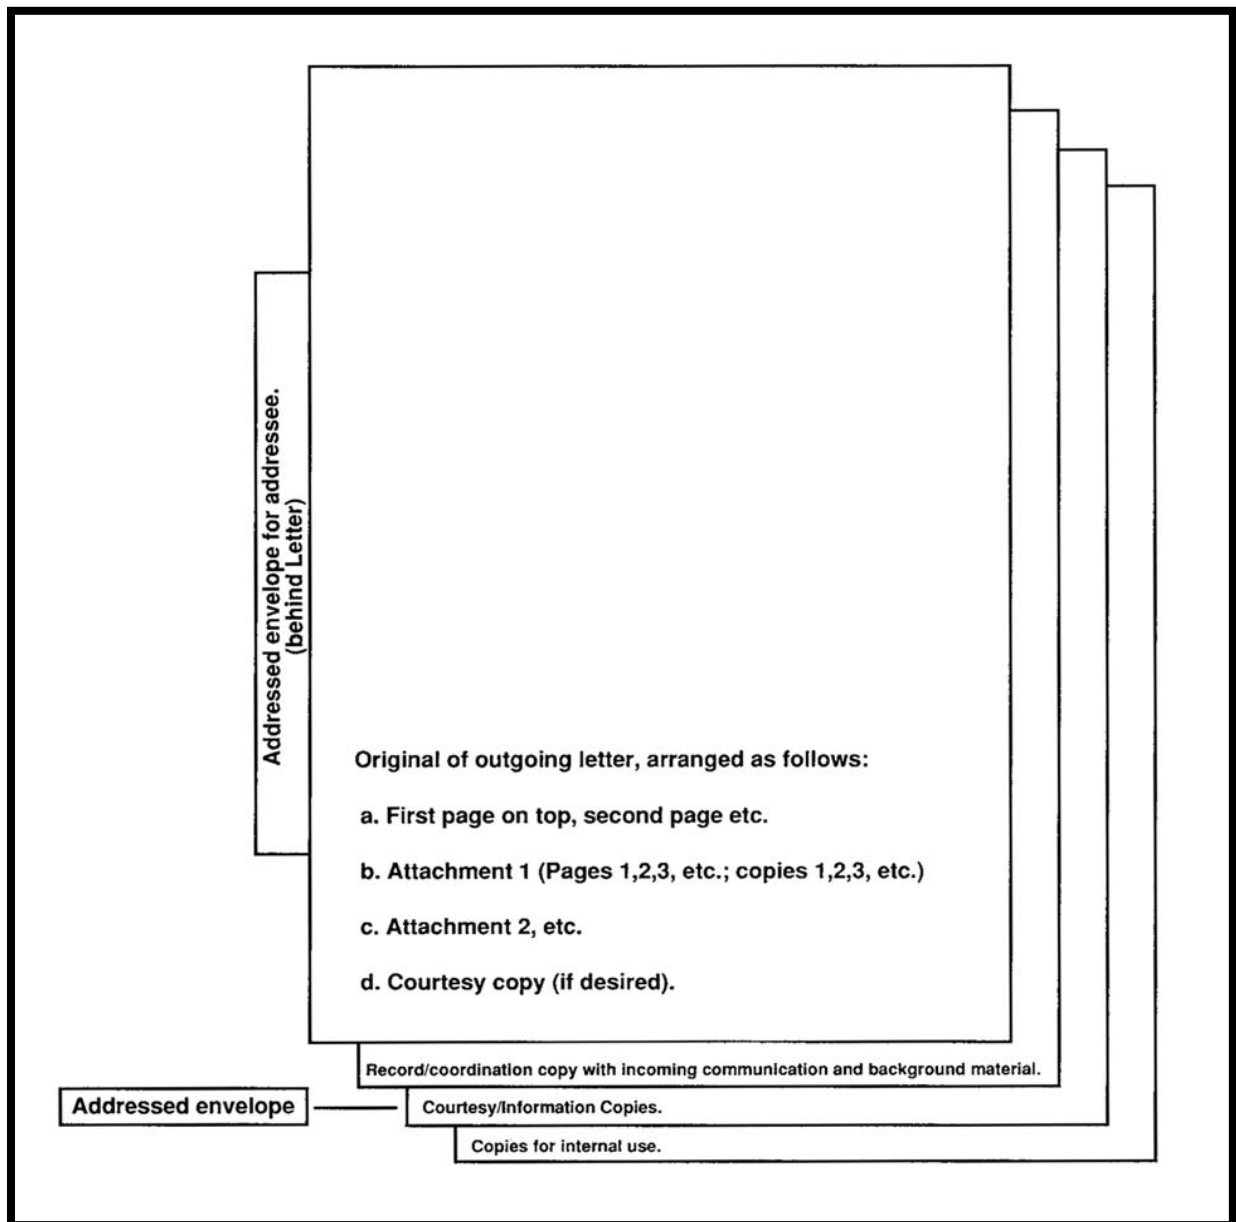 Addressed envelope for addressee.
(behind Letter)
Original of outgoing letter, arranged as follows:
a. First page on top, second page etc.
b. Attachment 1 (Pages 1,2,3, etc.; copies 1,2,3, etc.)
c. Attachment 2, etc.
d. Courtesy copy (if desired).
Record/coordination copy with incoming communication and background material.
Addressed envelope
Courtesy/Information Copies.
Copies for internal use.